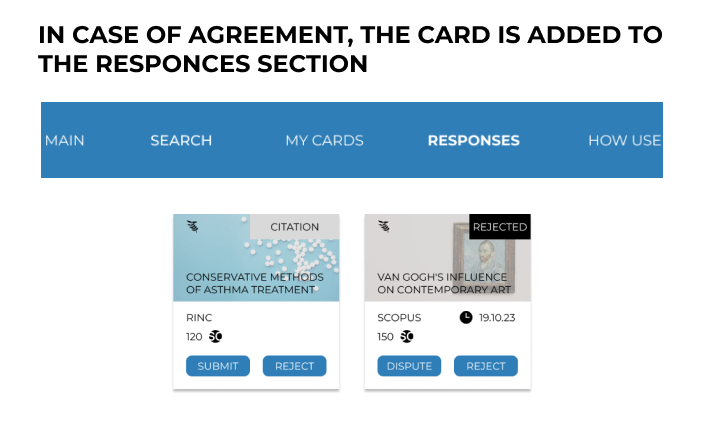 IN CASE OF AGREEMENT, THE CARD IS ADDED TO
THE RESPONCES SECTION
MAIN SEARCH MY CARDS RESPONSES HOW USE
CITATION
CONSERVATIVE METHODS
OF ASTHMA TREATMENT
RINC
120 SC
SUBMIT REJECT
REJECTED
VAN GOGH'S INFLUENCE
ON CONTEMPORARY ART
SCOPUS 19.10.23
150 SC
DISPUTE REJECT